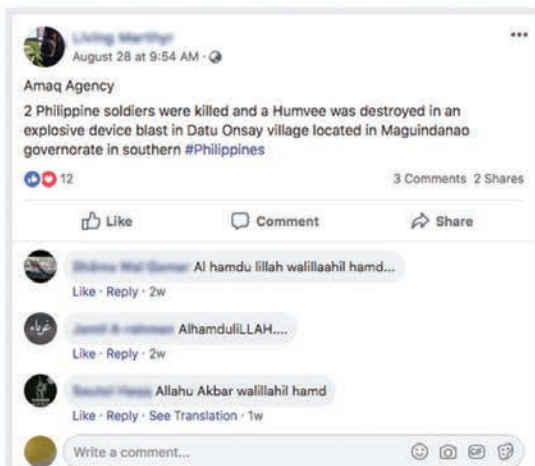 August 28 at 9:54 AM ·
Amaq Agency
2 Philippine soldiers were killed and a Humvee was destroyed in an
explosive device blast in Datu Onsay village located in Maguindanao
governorate in southern #Philippines
12
3 Comments 2 Shares
Like
Comment
Share
Al hamdu lillah walillaahil hamd...
Like · Reply · 2w
غرباء
AlhamduliLLAH....
Like · Reply · 2w
Allahu Akbar walillahil hamd
Like · Reply · See Translation · 1w
Write a comment...
GIF